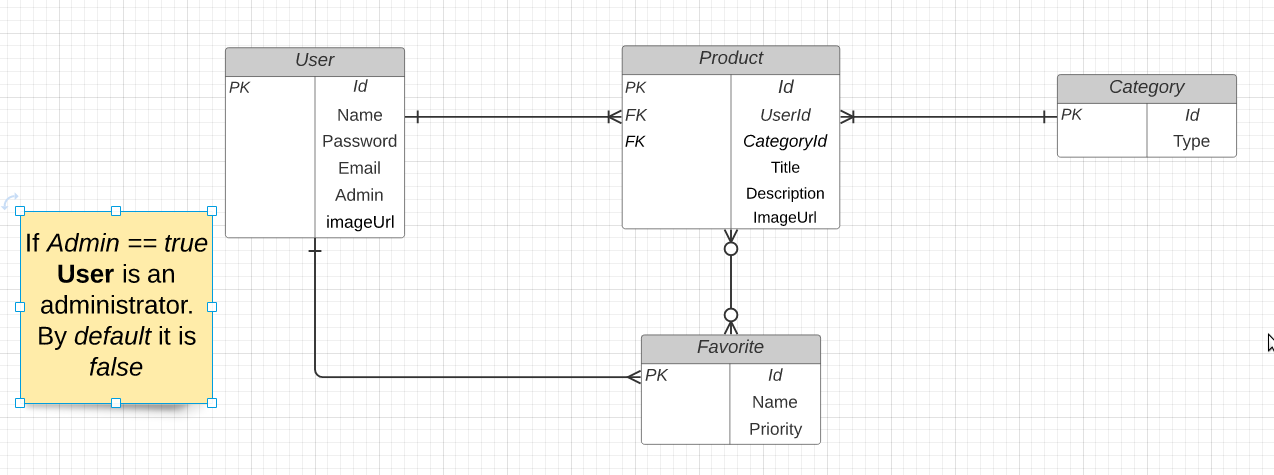 User
PK Id
Name
Password
Email
Admin
imageUrl
Product
PK Id
FK UserId
FK CategoryId
Title
Description
ImageUrl
Category
PK Id
Type
If Admin == true
User is an
administrator.
By default it is
false
Favorite
PK Id
Name
Priority